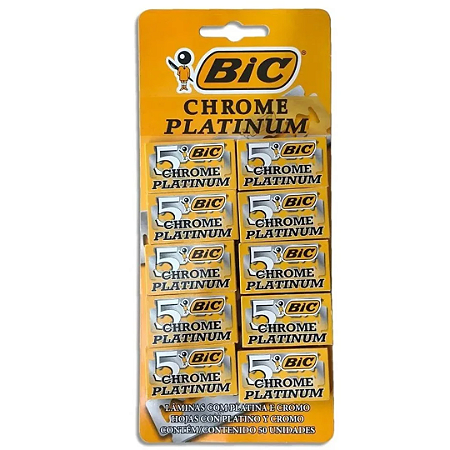 BIC
CHROME
PLATINUM
5 BIC
CHROME
PLATINUM
5 BIC
CHROME
PLATINUM
5 BIC
CHROME
PLATINUM
5 BIC
CHROME
PLATINUM
5 BIC
CHROME
PLATINUM
5 BIC
CHROME
PLATINUM
5 BIC
CHROME
PLATINUM
5 BIC
CHROME
PLATINUM
5 BIC
CHROME
PLATINUM
5 BIC
CHROME
PLATINUM
LÂMINAS COM PLATINA E CROMO
HOJAS CON PLATINO Y CROMO
CONTÉM/CONTENIDO 50 UNIDADES